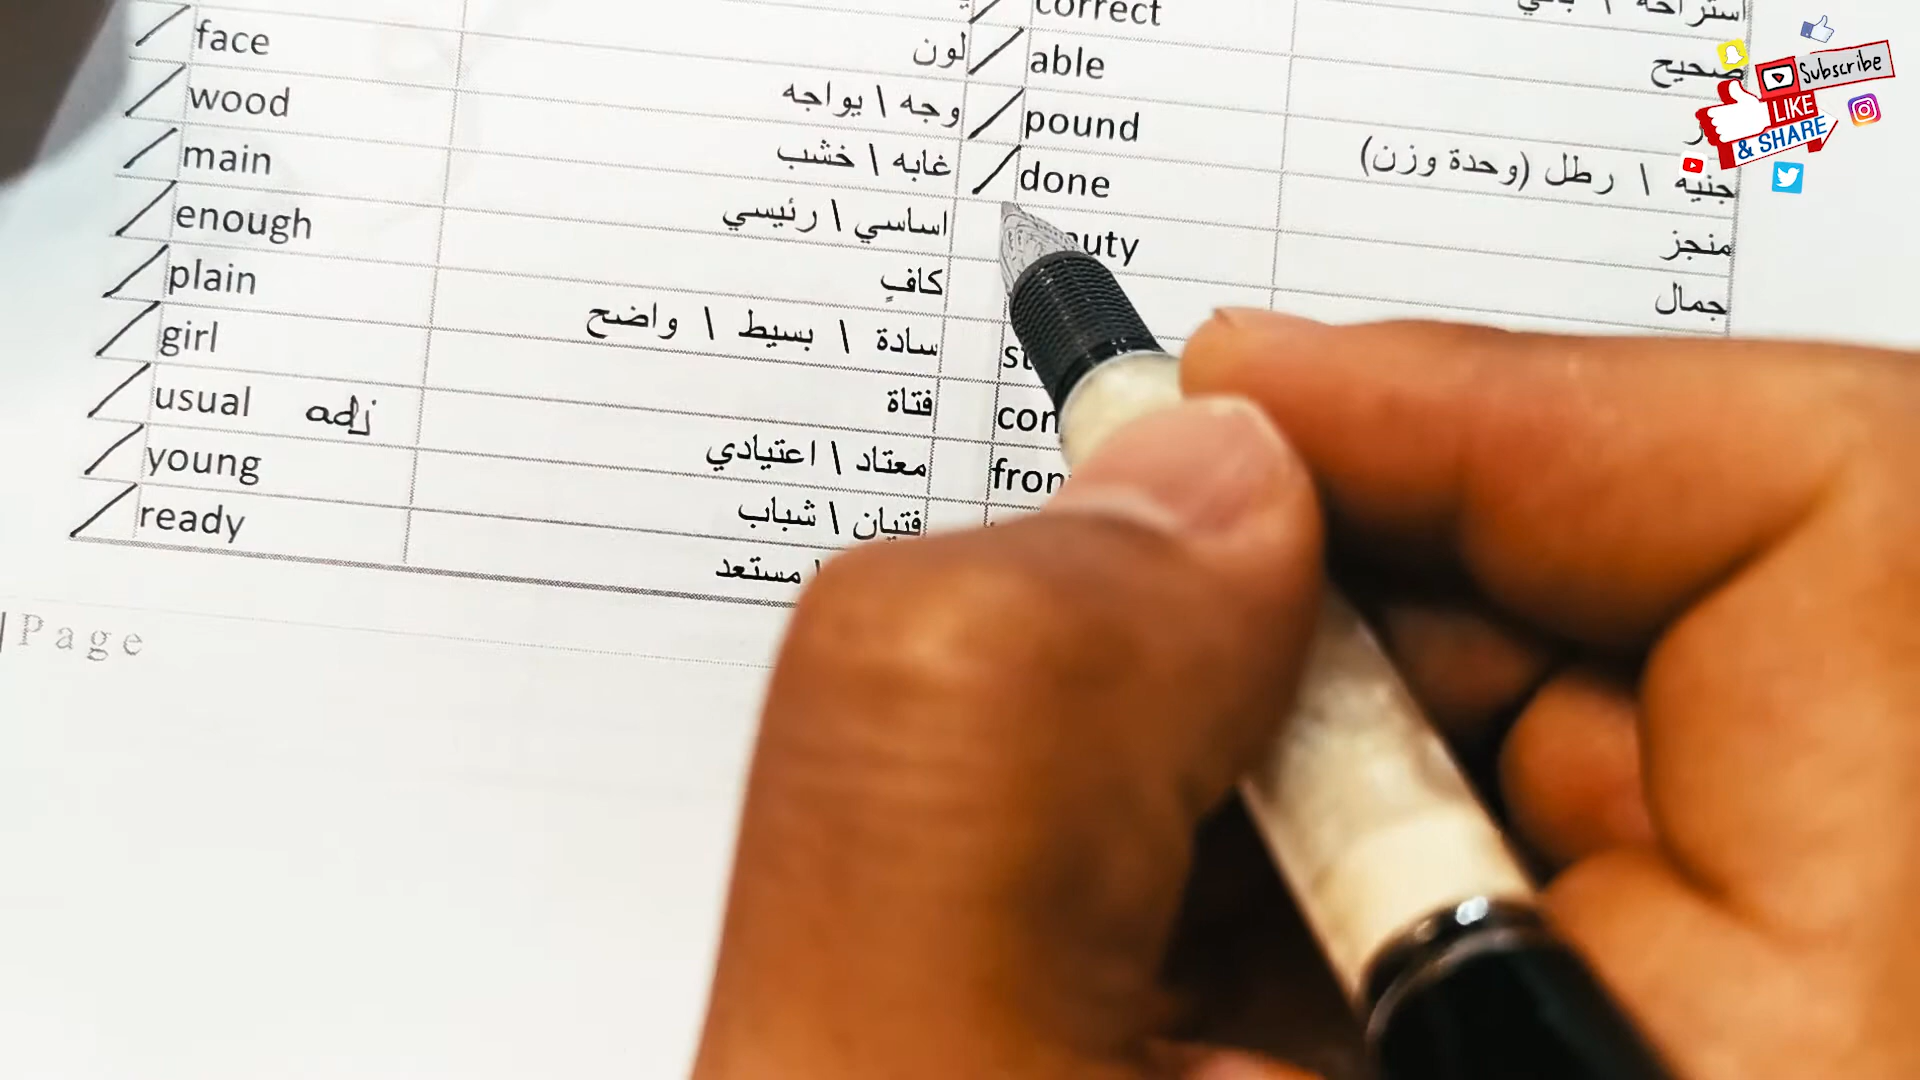 correct
استراحة \
face
لون
able
صحيح
wood
وجه \ يواجه
pound
main
غابه \ خشب
done
جنيه \ رطل (وحدة وزن)
enough
اساسي \ رئيسي
منجز
plain
كافٍ
جمال
girl
سادة \ بسيط \ واضح
usual adj
فتاة
young
معتاد \ اعتيادي
ready
فتيان \ شباب
مستعد
Page
Subscribe
LIKE
& SHARE